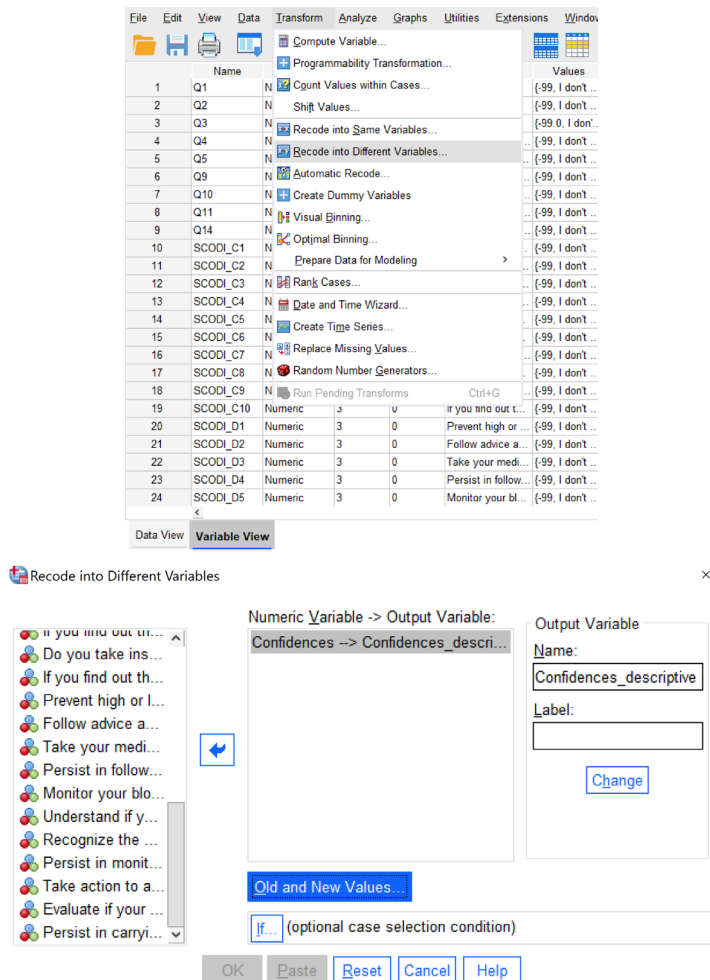 File Edit View Data Transform Analyze Graphs Utilities Extensions Window
Compute Variable...
Programmability Transformation...
Count Values within Cases...
Shift Values...
Recode into Same Variables...
Recode into Different Variables...
Automatic Recode...
Create Dummy Variables
Visual Binning...
Optimal Binning...
Prepare Data for Modeling >
Rank Cases...
Date and Time Wizard...
Create Time Series...
Replace Missing Values...
Random Number Generators...
Run Pending Transforms Ctrl+G
Name Values
1 Q1 N {-99, I don't ...
2 Q2 N {-99, I don't ...
3 Q3 N {-99.0, I don'...
4 Q4 N {-99, I don't ...
5 Q5 N {-99, I don't ...
6 Q9 N {-99, I don't ...
7 Q10 N {-99, I don't ...
8 Q11 N {-99, I don't ...
9 Q14 N {-99, I don't ...
10 SCODI_C1 N {-99, I don't ...
11 SCODI_C2 N {-99, I don't ...
12 SCODI_C3 N {-99, I don't ...
13 SCODI_C4 N {-99, I don't ...
14 SCODI_C5 N {-99, I don't ...
15 SCODI_C6 N {-99, I don't ...
16 SCODI_C7 N {-99, I don't ...
17 SCODI_C8 N {-99, I don't ...
18 SCODI_C9 N {-99, I don't ...
19 SCODI_C10 Numeric 3 0 If you find out t... {-99, I don't ...
20 SCODI_D1 Numeric 3 0 Prevent high or ... {-99, I don't ...
21 SCODI_D2 Numeric 3 0 Follow advice a... {-99, I don't ...
22 SCODI_D3 Numeric 3 0 Take your medi... {-99, I don't ...
23 SCODI_D4 Numeric 3 0 Persist in follow... {-99, I don't ...
24 SCODI_D5 Numeric 3 0 Monitor your bl... {-99, I don't ...
Data View Variable View
Recode into Different Variables
If you find out th...
Do you take ins...
If you find out th...
Prevent high or l...
Follow advice a...
Take your medi...
Persist in follow...
Monitor your blo...
Understand if y...
Recognize the ...
Persist in monit...
Take action to a...
Evaluate if your ...
Persist in carryi...
Numeric Variable -> Output Variable:
Confidences --> Confidences_descri...
Output Variable
Name:
Confidences_descriptive
Label:
Change
Old and New Values...
If... (optional case selection condition)
OK Paste Reset Cancel Help